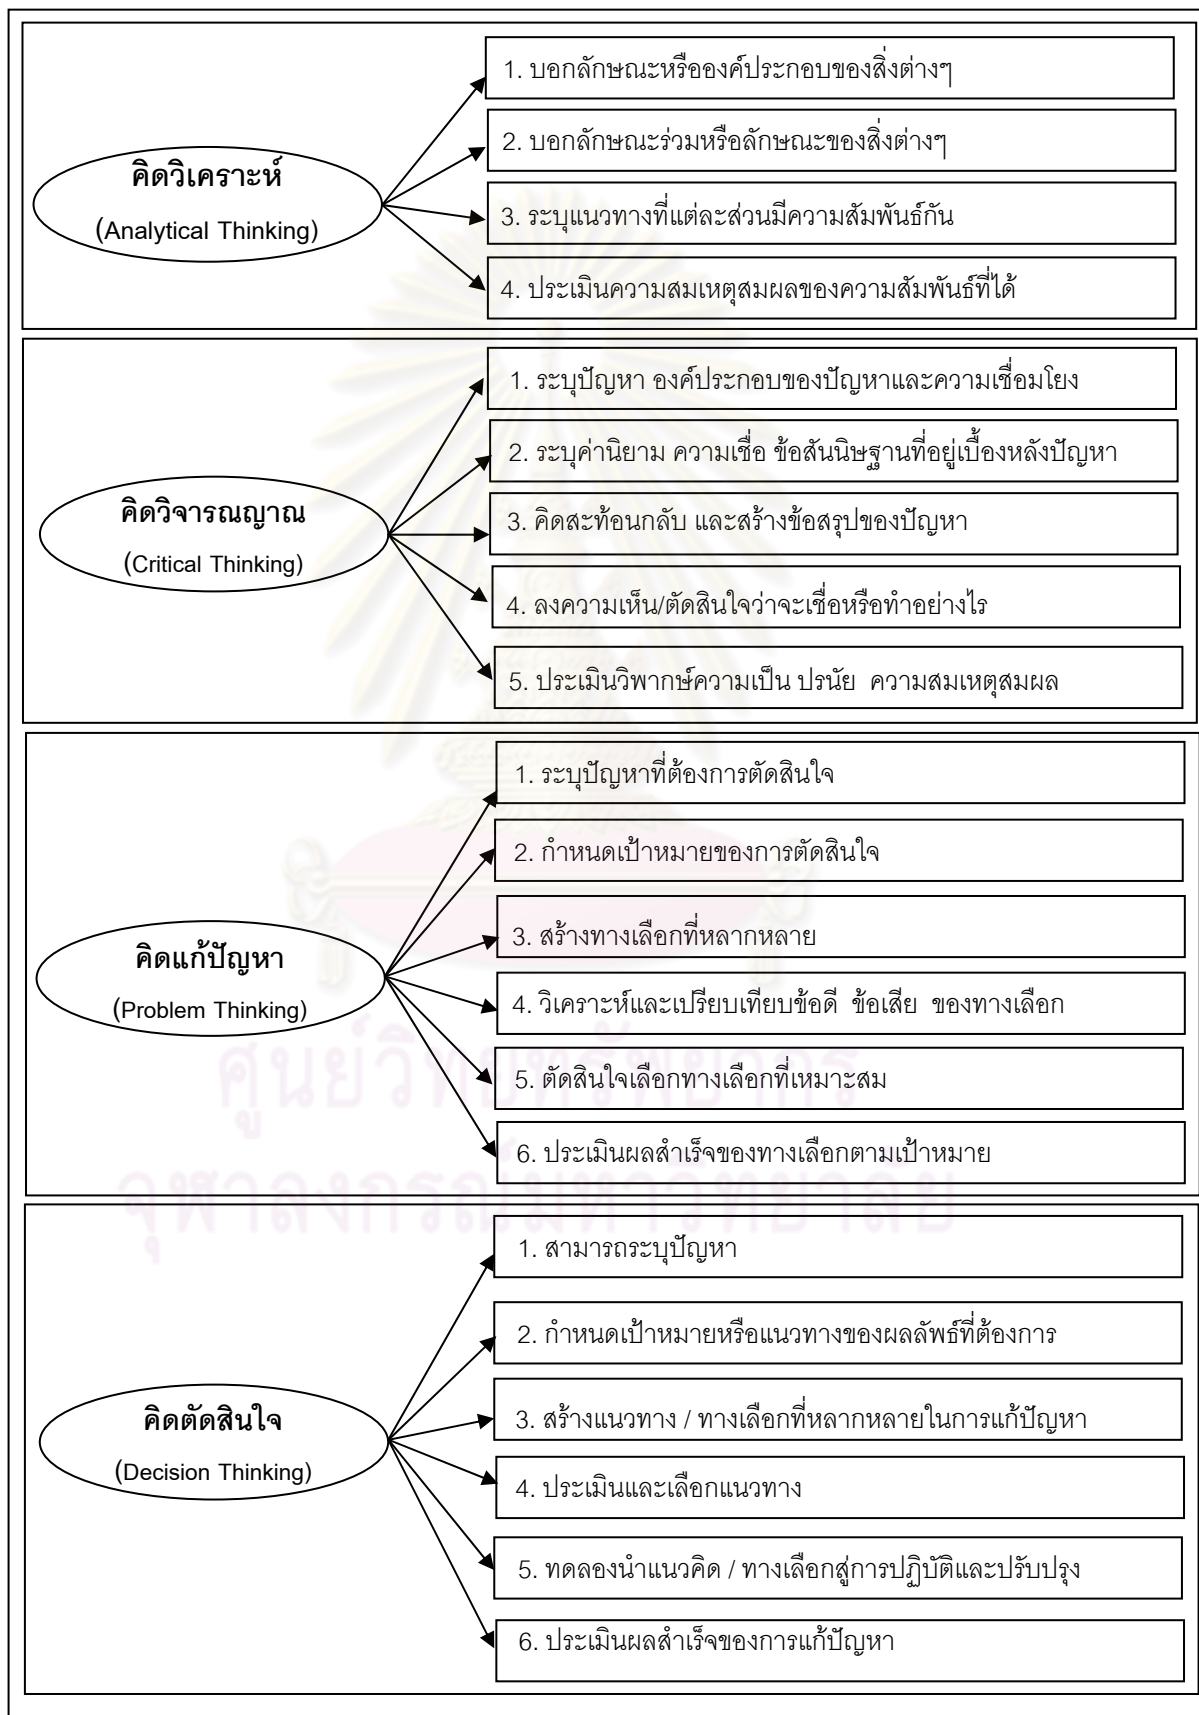 1. บอกลักษณะหรือองค์ประกอบของสิ่งต่างๆ
2. บอกลักษณะร่วมหรือลักษณะของสิ่งต่างๆ
คิดวิเคราะห์
(Analytical Thinking)
3. ระบุแนวทางที่แต่ละส่วนมีความสัมพันธ์กัน
4. ประเมินความสมเหตุสมผลของความสัมพันธ์ที่ได้
1. ระบุปัญหา องค์ประกอบของปัญหาและความเชื่อมโยง
2. ระบุค่านิยาม ความเชื่อ ข้อสันนิษฐานที่อยู่เบื้องหลังปัญหา
คิดวิจารณญาณ
(Critical Thinking)
3. คิดสะท้อนกลับ และสร้างข้อสรุปของปัญหา
4. ลงความเห็น/ตัดสินใจว่าจะเชื่อหรือทำอย่างไร
5. ประเมินวิพากษ์ความเป็น ปรนัย ความสมเหตุสมผล
1. ระบุปัญหาที่ต้องการตัดสินใจ
2. กำหนดเป้าหมายของการตัดสินใจ
3. สร้างทางเลือกที่หลากหลาย
คิดแก้ปัญหา
(Problem Thinking)
4. วิเคราะห์และเปรียบเทียบข้อดี ข้อเสีย ของทางเลือก
5. ตัดสินใจเลือกทางเลือกที่เหมาะสม
6. ประเมินผลสำเร็จของทางเลือกตามเป้าหมาย
ศูนย์วิทยทรัพยากร
จุฬาลงกรณ์มหาวิทยาลัย
1. สามารถระบุปัญหา
2. กำหนดเป้าหมายหรือแนวทางของผลลัพธ์ที่ต้องการ
3. สร้างแนวทาง / ทางเลือกที่หลากหลายในการแก้ปัญหา
คิดตัดสินใจ
(Decision Thinking)
4. ประเมินและเลือกแนวทาง
5. ทดลองนำแนวคิด / ทางเลือกสู่การปฏิบัติและปรับปรุง
6. ประเมินผลสำเร็จของการแก้ปัญหา